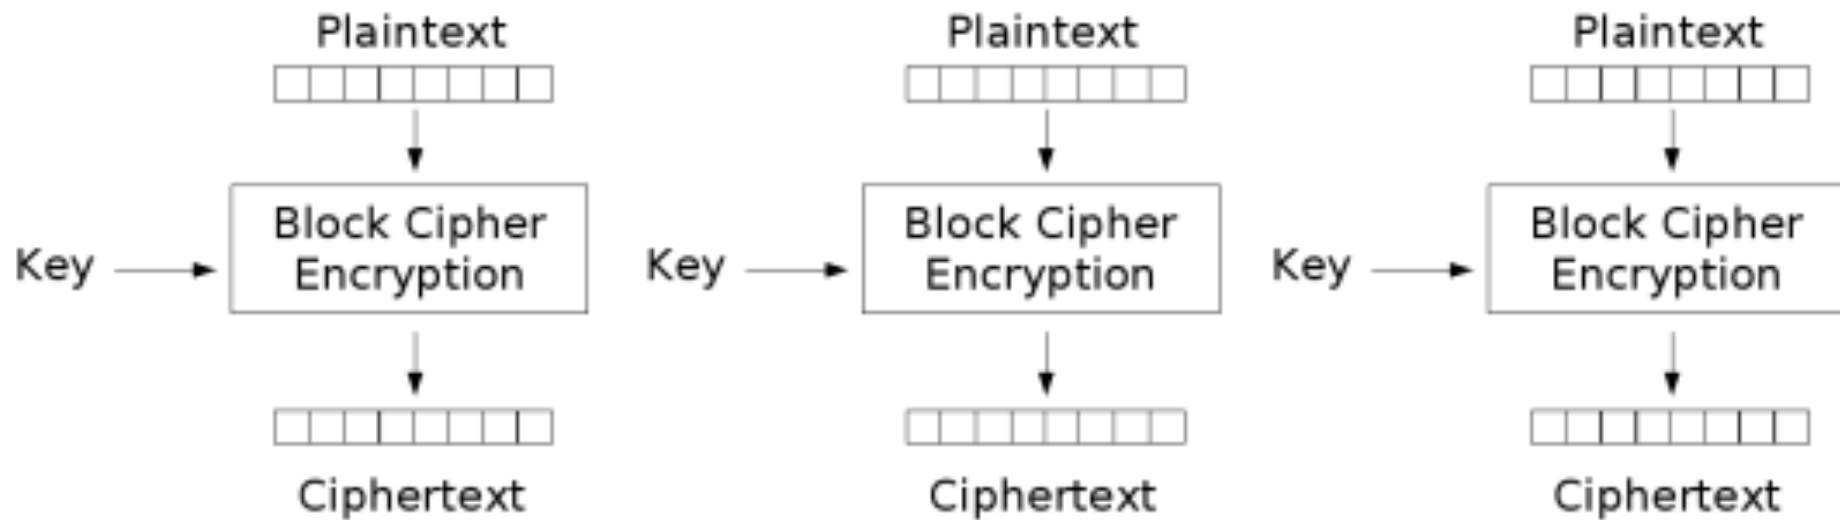 Plaintext
Plaintext
Plaintext
Block Cipher
Encryption
Block Cipher
Encryption
Block Cipher
Encryption
Key
Key
Key
Ciphertext
Ciphertext
Ciphertext